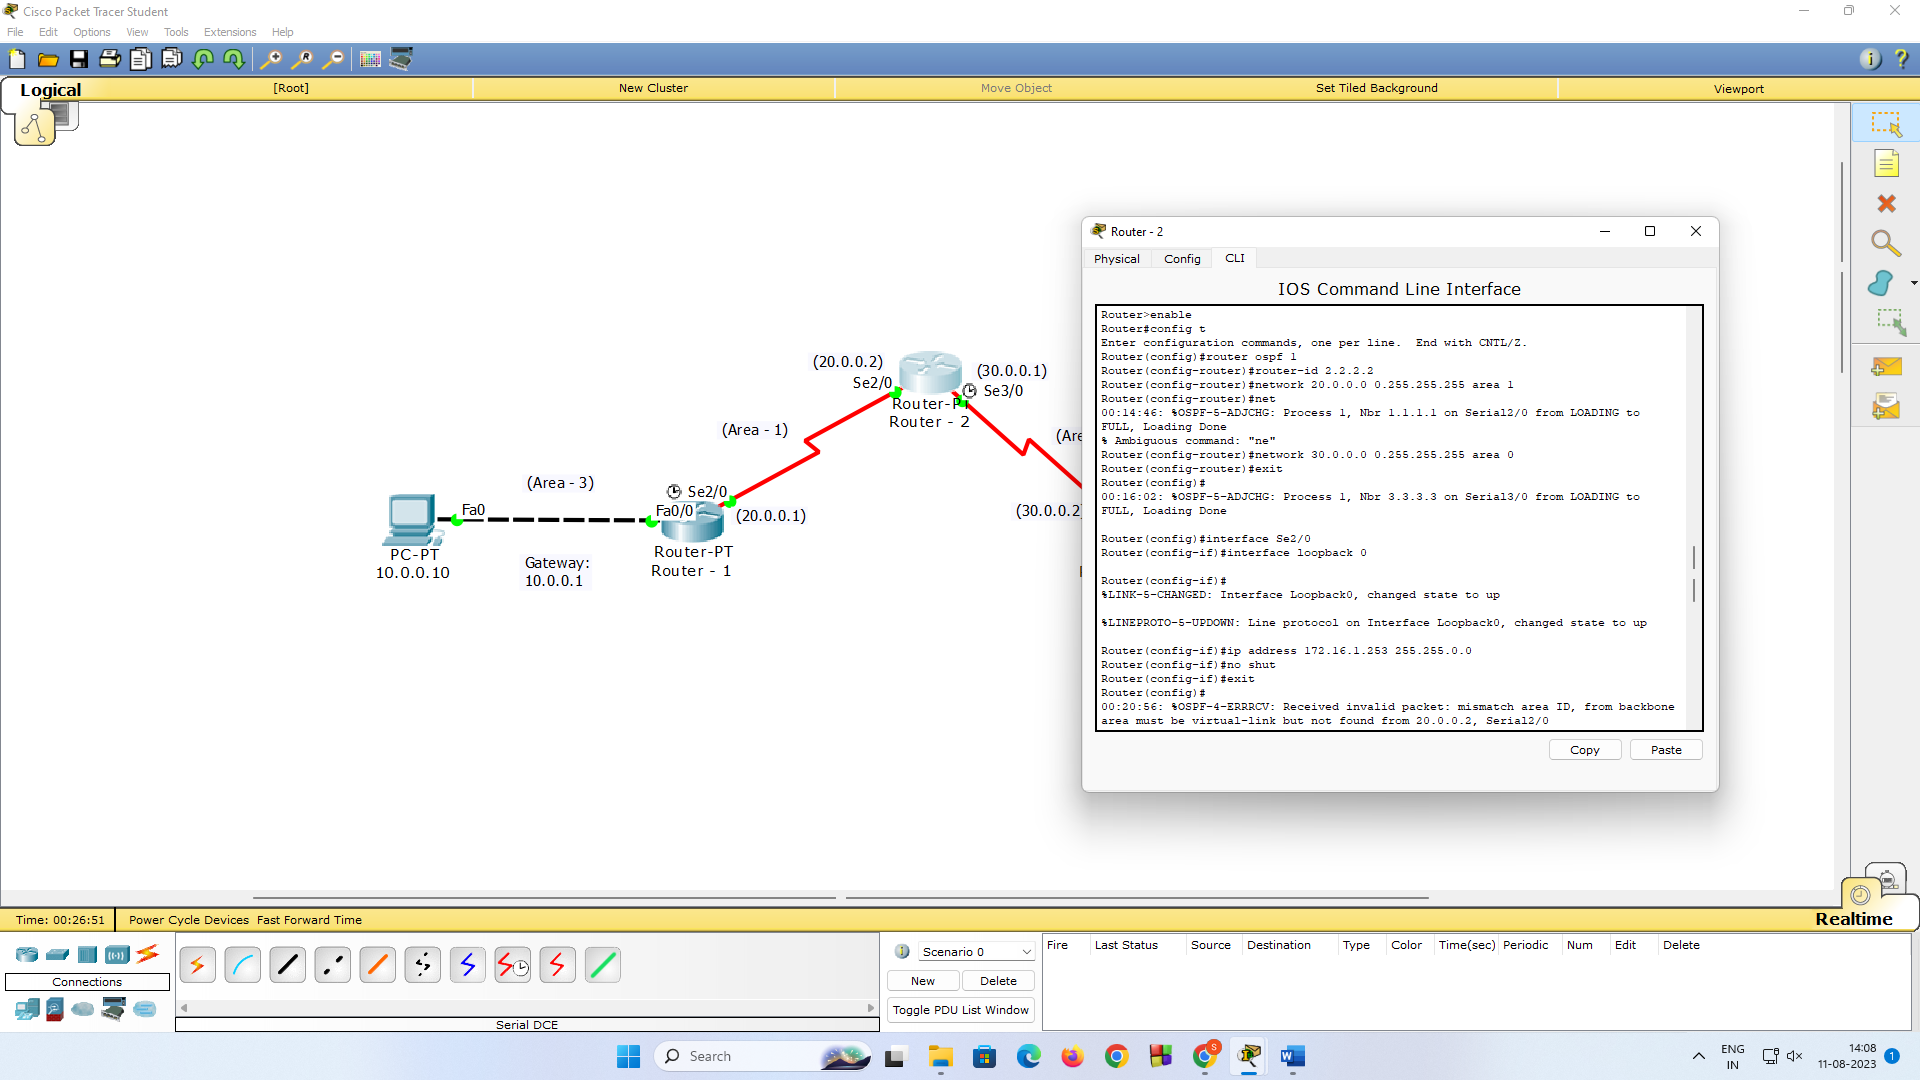 Cisco Packet Tracer Student
File Edit Options View Tools Extensions Help
Logical
[Root]
New Cluster
Move Object
Set Tiled Background
Viewport
(20.0.0.2)
Se2/0
(30.0.0.1)
Se3/0
Router-PT
Router - 2
(Area - 1)
(Are
(30.0.0.2)
(Area - 3)
Se2/0
Fa0/0
(20.0.0.1)
Fa0
PC-PT
10.0.0.10
Gateway:
10.0.0.1
Router-PT
Router - 1
Router - 2
Physical Config CLI
IOS Command Line Interface
Router>enable
Router#config t
Enter configuration commands, one per line.  End with CNTL/Z.
Router(config)#router ospf 1
Router(config-router)#router-id 2.2.2.2
Router(config-router)#network 20.0.0.0 0.255.255.255 area 1
Router(config-router)#net
00:14:46: %OSPF-5-ADJCHG: Process 1, Nbr 1.1.1.1 on Serial2/0 from LOADING to
FULL, Loading Done
% Ambiguous command: "ne"
Router(config-router)#network 30.0.0.0 0.255.255.255 area 0
Router(config-router)#exit
Router(config)#
00:16:02: %OSPF-5-ADJCHG: Process 1, Nbr 3.3.3.3 on Serial3/0 from LOADING to
FULL, Loading Done
Router(config)#interface Se2/0
Router(config-if)#interface loopback 0
Router(config-if)#
%LINK-5-CHANGED: Interface Loopback0, changed state to up
%LINEPROTO-5-UPDOWN: Line protocol on Interface Loopback0, changed state to up
Router(config-if)#ip address 172.16.1.253 255.255.0.0
Router(config-if)#no shut
Router(config-if)#exit
Router(config)#
00:20:56: %OSPF-4-ERRRCV: Received invalid packet: mismatch area ID, from backbone
area must be virtual-link but not found from 20.0.0.2, Serial2/0
Copy
Paste
Time: 00:26:51
Power Cycle Devices Fast Forward Time
Realtime
Connections
Serial DCE
Scenario 0
New
Delete
Toggle PDU List Window
Fire Last Status Source Destination Type Color Time(sec) Periodic Num Edit Delete
Search
S
ENG
IN
14:08
11-08-2023
1